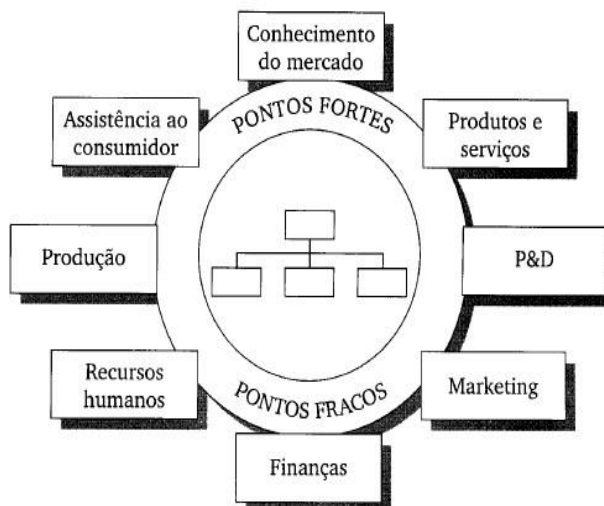 Conhecimento
do mercado
PONTOS FORTES
Assistência ao
consumidor
Produtos e
serviços
Produção
P&D
Recursos
humanos
PONTOS FRACOS
Marketing
Finanças